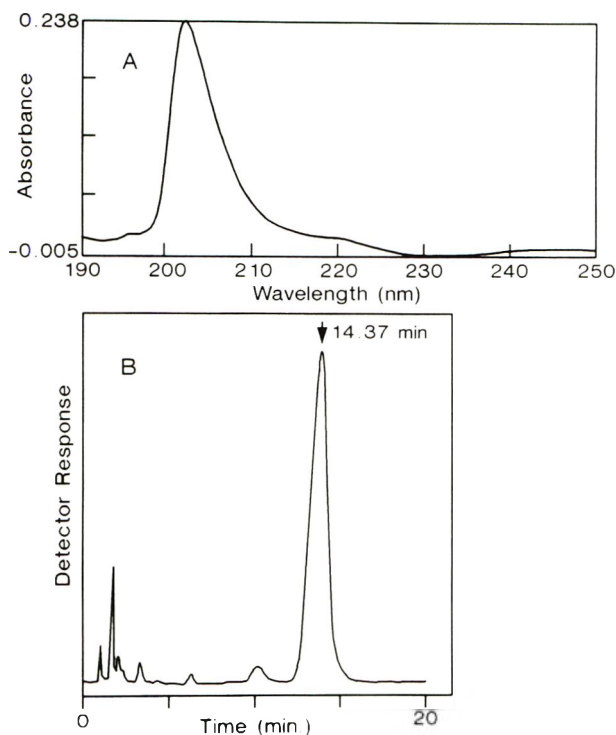 0.238
A
Absorbance
-0.005
190
200
210
220
230
240
250
Wavelength (nm)
14.37 min
B
Detector Response
0
20
Time (min.)